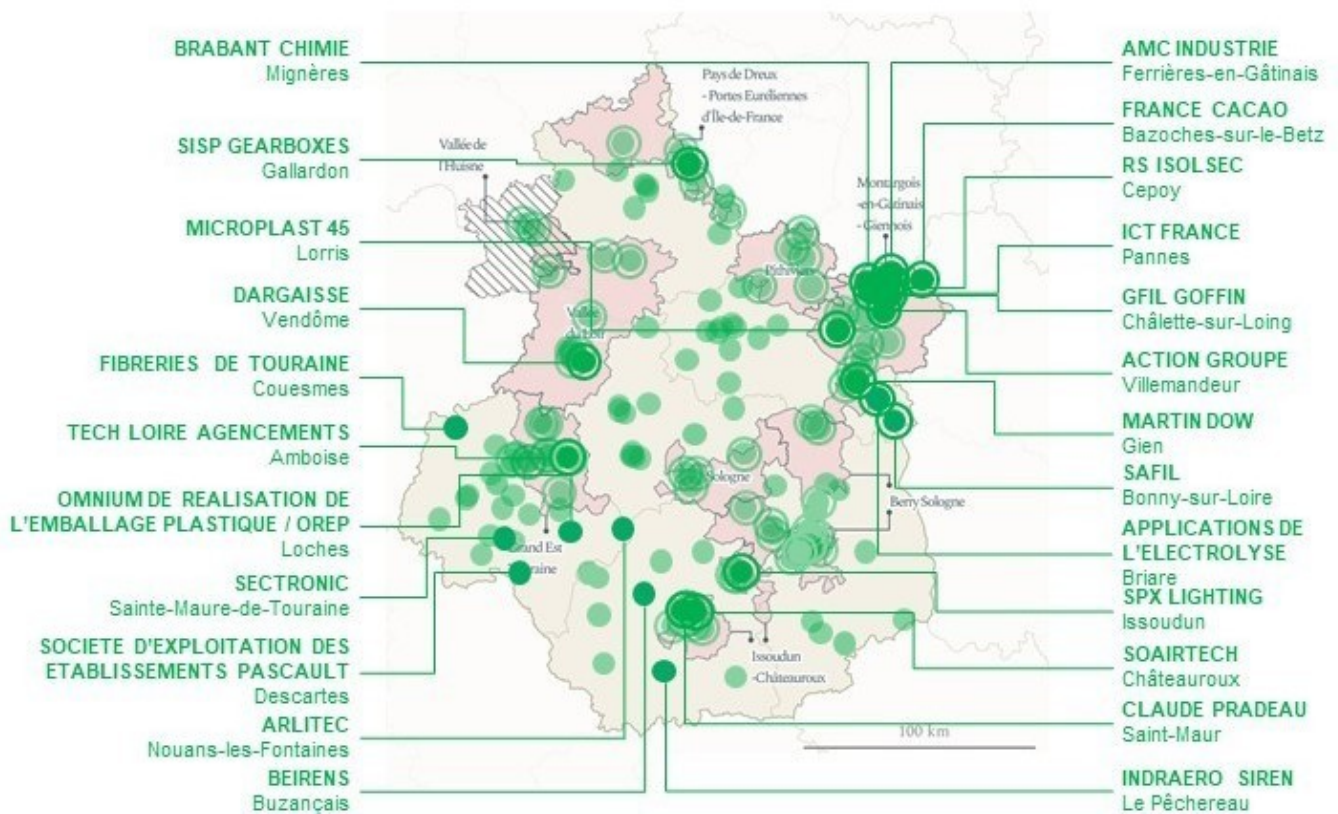 BRABANT CHIMIE
Mignères
SISP GEARBOXES
Gallardon
MICROPLAST 45
Lorris
DARGAISSE
Vendôme
FIBRERIES DE TOURAINE
Couesmes
TECH LOIRE AGENCEMENTS
Amboise
OMNIUM DE REALISATION DE
L'EMBALLAGE PLASTIQUE / OREP
Loches
SECTRONIC
Sainte-Maure-de-Touraine
SOCIETE D'EXPLOITATION DES
ETABLISSEMENTS PASCAULT
Descartes
ARLITEC
Nouans-les-Fontaines
BEIRENS
Buzançais
Pays de Dreux
- Portes Euréliennes
d'Île-de-France
Vallée de
l'Huisne
Montargois
-en-Gatinais
- Giennois
Vallée
Sologne
Berry Sologne
Grand Est
Touraine
Issoudun
-Châteauroux
100 km
AMC INDUSTRIE
Ferrières-en-Gâtinais
FRANCE CACAO
Bazoches-sur-le-Betz
RS ISOLSEC
Cepoy
ICT FRANCE
Pannes
GFIL GOFFIN
Châlette-sur-Loing
ACTION GROUPE
Villemandeur
MARTIN DOW
Gien
SAFIL
Bonny-sur-Loire
APPLICATIONS DE
L'ELECTROLYSE
Briare
SPX LIGHTING
Issoudun
SOAIRTECH
Châteauroux
CLAUDE PRADEAU
Saint-Maur
INDRAERO SIREN
Le Pêchereau